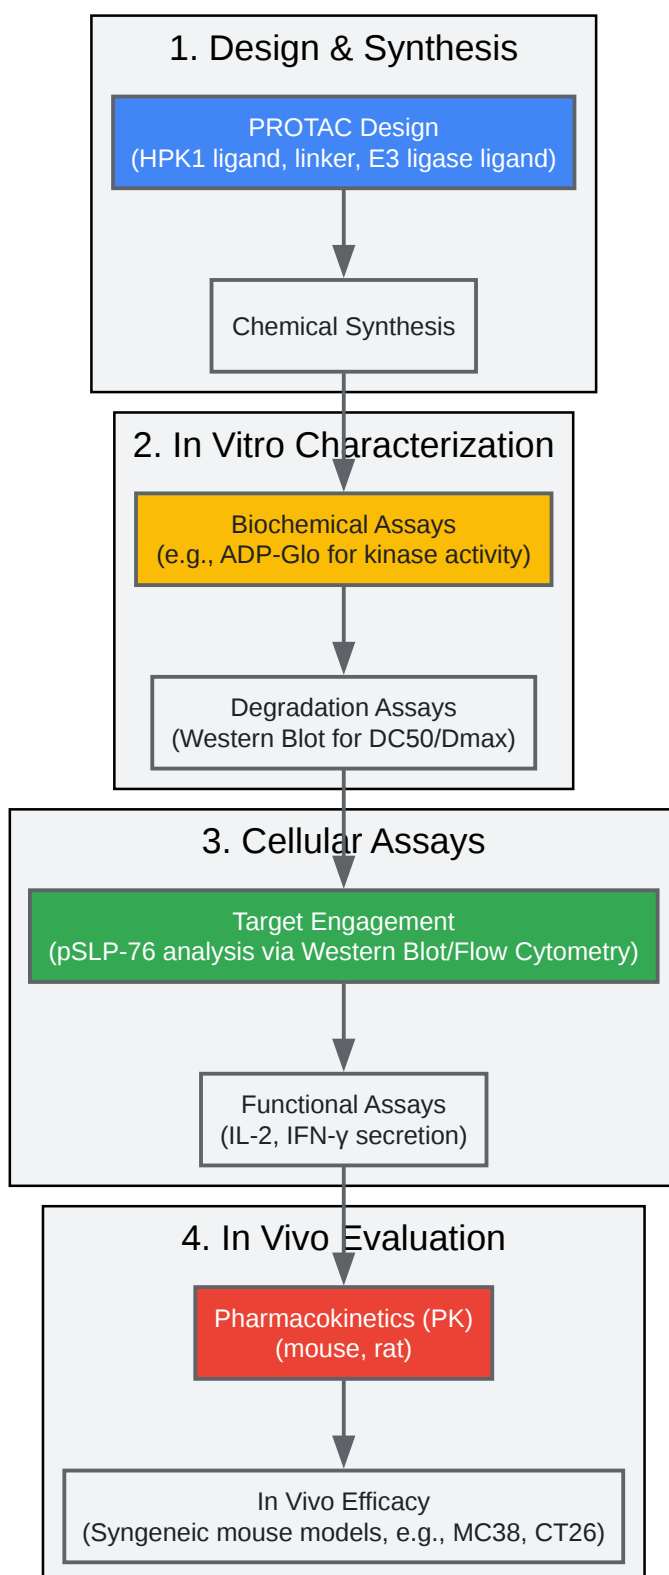 1. Design & Synthesis
PROTAC Design
(HPK1 ligand, linker, E3 ligase ligand)
Chemical Synthesis
2. In Vitro Characterization
Biochemical Assays
(e.g., ADP-Glo for kinase activity)
Degradation Assays
(Western Blot for DC50/Dmax)
3. Cellular Assays
Target Engagement
(pSLP-76 analysis via Western Blot/Flow Cytometry)
Functional Assays
(IL-2, IFN-γ secretion)
4. In Vivo Evaluation
Pharmacokinetics (PK)
(mouse, rat)
In Vivo Efficacy
(Syngeneic mouse models, e.g., MC38, CT26)